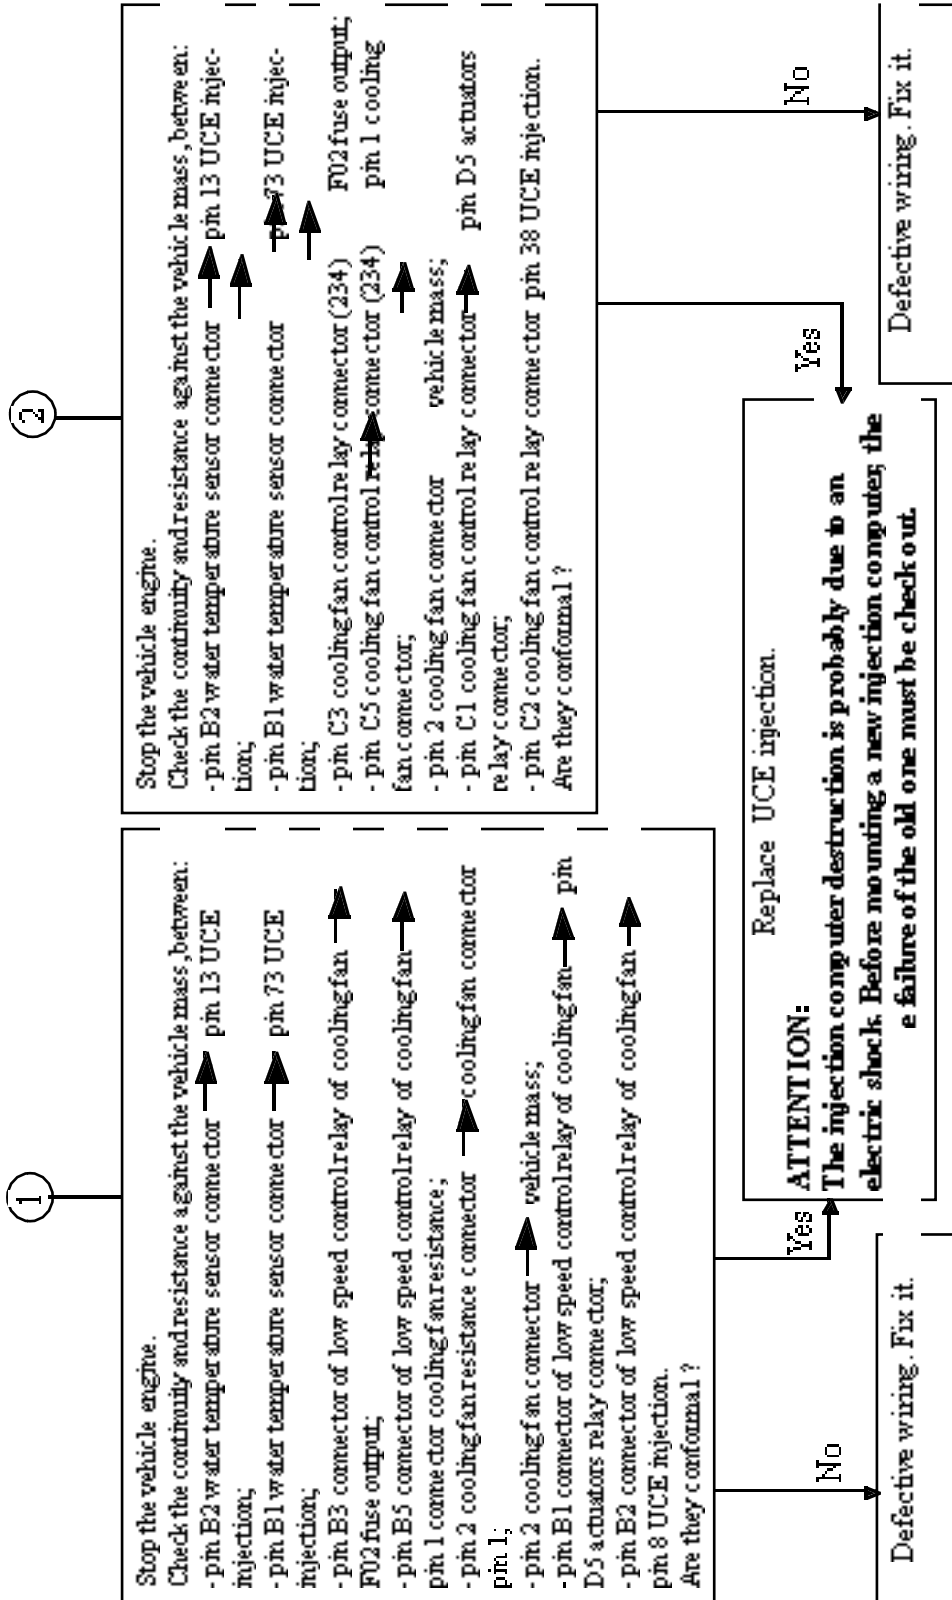 1
Stop the vehicle engine.
Check the continuity and resistance against the vehicle mass, between:
- pin B2 water temperature sensor connector pin 13 UCE
injection;
- pin B1 water temperature sensor connector pin 73 UCE
injection;
- pin B3 connector of low speed control relay of cooling fan
F02 fuse output;
- pin B5 connector of low speed control relay of cooling fan
pin 1 connector cooling fan resistance;
- pin 2 cooling fan resistance connector cooling fan connector
pin 1;
- pin 2 cooling fan connector vehicle mass;
- pin B1 connector of low speed control relay of cooling fan pin
D5 actuators relay connector;
- pin B2 connector of low speed control relay of cooling fan
pin 8 UCE injection.
Are they conformal ?
No
Yes
Defective wiring. Fix it.
2
Stop the vehicle engine.
Check the continuity and resistance against the vehicle mass, between:
- pin B2 water temperature sensor connector pin 13 UCE injec-
tion;
- pin B1 water temperature sensor connector pin 73 UCE injec-
tion;
- pin C3 cooling fan control relay connector (234) F02 fuse output;
- pin C5 cooling fan control relay connector (234) pin 1 cooling
fan connector;
- pin 2 cooling fan connector vehicle mass;
- pin C1 cooling fan control relay connector pin D5 actuators
relay connector;
- pin C2 cooling fan control relay connector pin 38 UCE injection.
Are they conformal ?
Yes
No
Replace UCE injection.
ATTENTION:
The injection computer destruction is probably due to an
electric shock. Before mounting a new injection computer, the
e failure of the old one must be check out.
Defective wiring. Fix it.